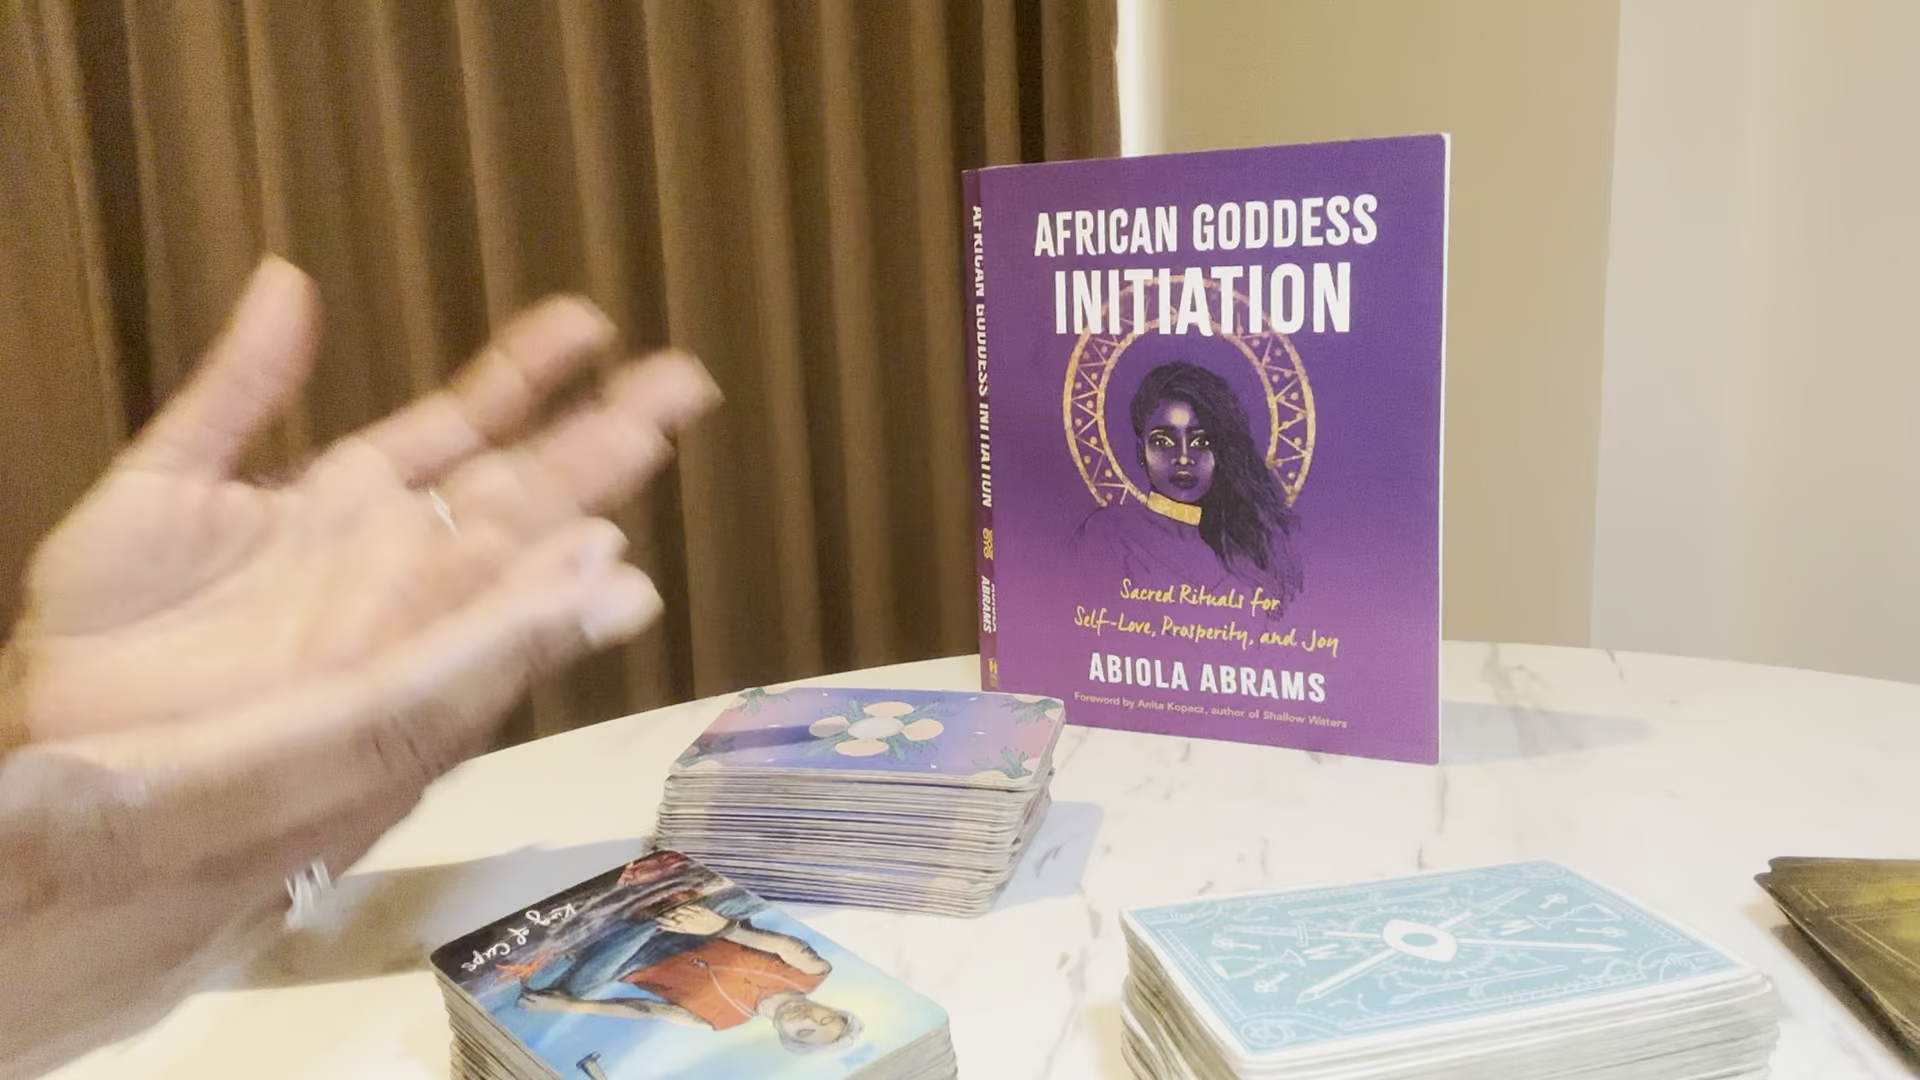 AFRICAN GODDESS
INITIATION
Sacred Rituals for
Self-Love, Prosperity, and Joy
ABIOLA ABRAMS
Foreword by Anita Kopacz, author of Shallow Waters
AFRICAN GODDESS INITIATION
ABRAMS
King of Cups